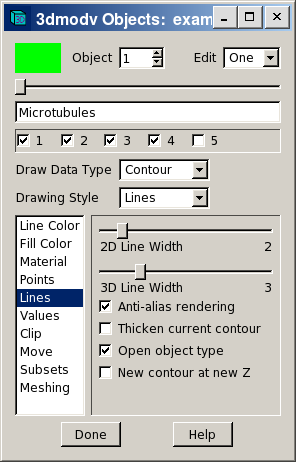 3dmodv Objects: exam
Object 1 Edit One
Microtubules
1 2 3 4 5
Draw Data Type Contour
Drawing Style Lines
Line Color
Fill Color
Material
Points
Lines
Values
Clip
Move
Subsets
Meshing
2D Line Width 2
3D Line Width 3
Anti-alias rendering
Thicken current contour
Open object type
New contour at new Z
Done Help